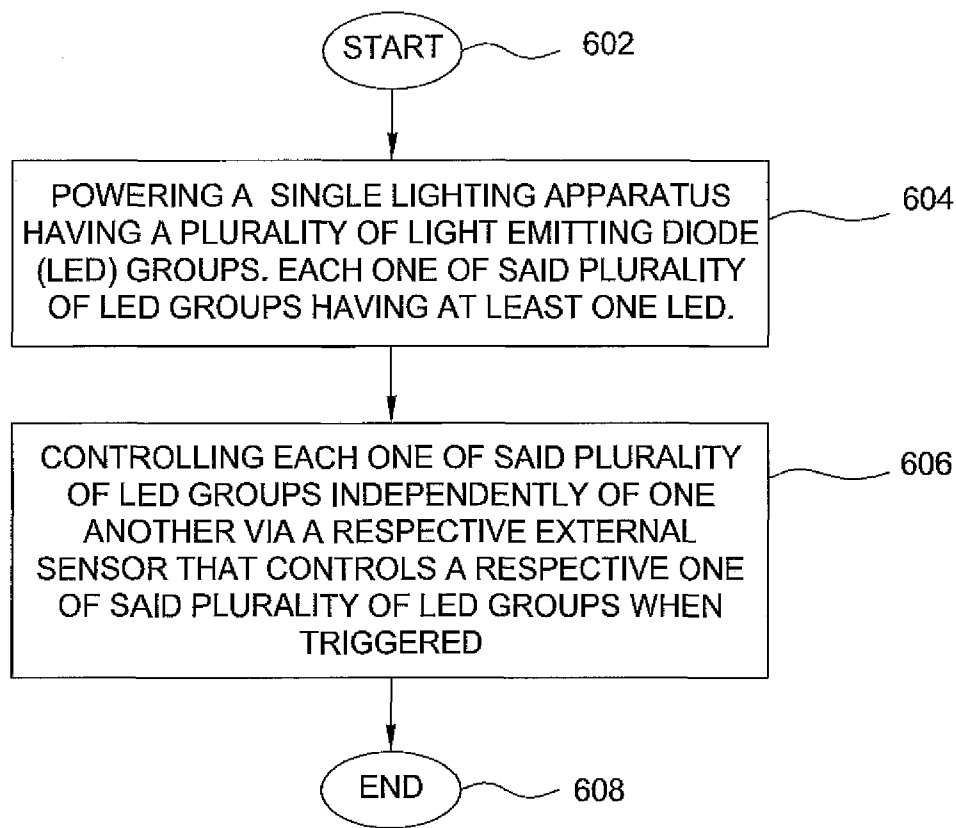 START
602
POWERING A SINGLE LIGHTING APPARATUS
HAVING A PLURALITY OF LIGHT EMITTING DIODE
(LED) GROUPS. EACH ONE OF SAID PLURALITY
OF LED GROUPS HAVING AT LEAST ONE LED.
604
CONTROLLING EACH ONE OF SAID PLURALITY
OF LED GROUPS INDEPENDENTLY OF ONE
ANOTHER VIA A RESPECTIVE EXTERNAL
SENSOR THAT CONTROLS A RESPECTIVE ONE
OF SAID PLURALITY OF LED GROUPS WHEN
TRIGGERED
606
END
608